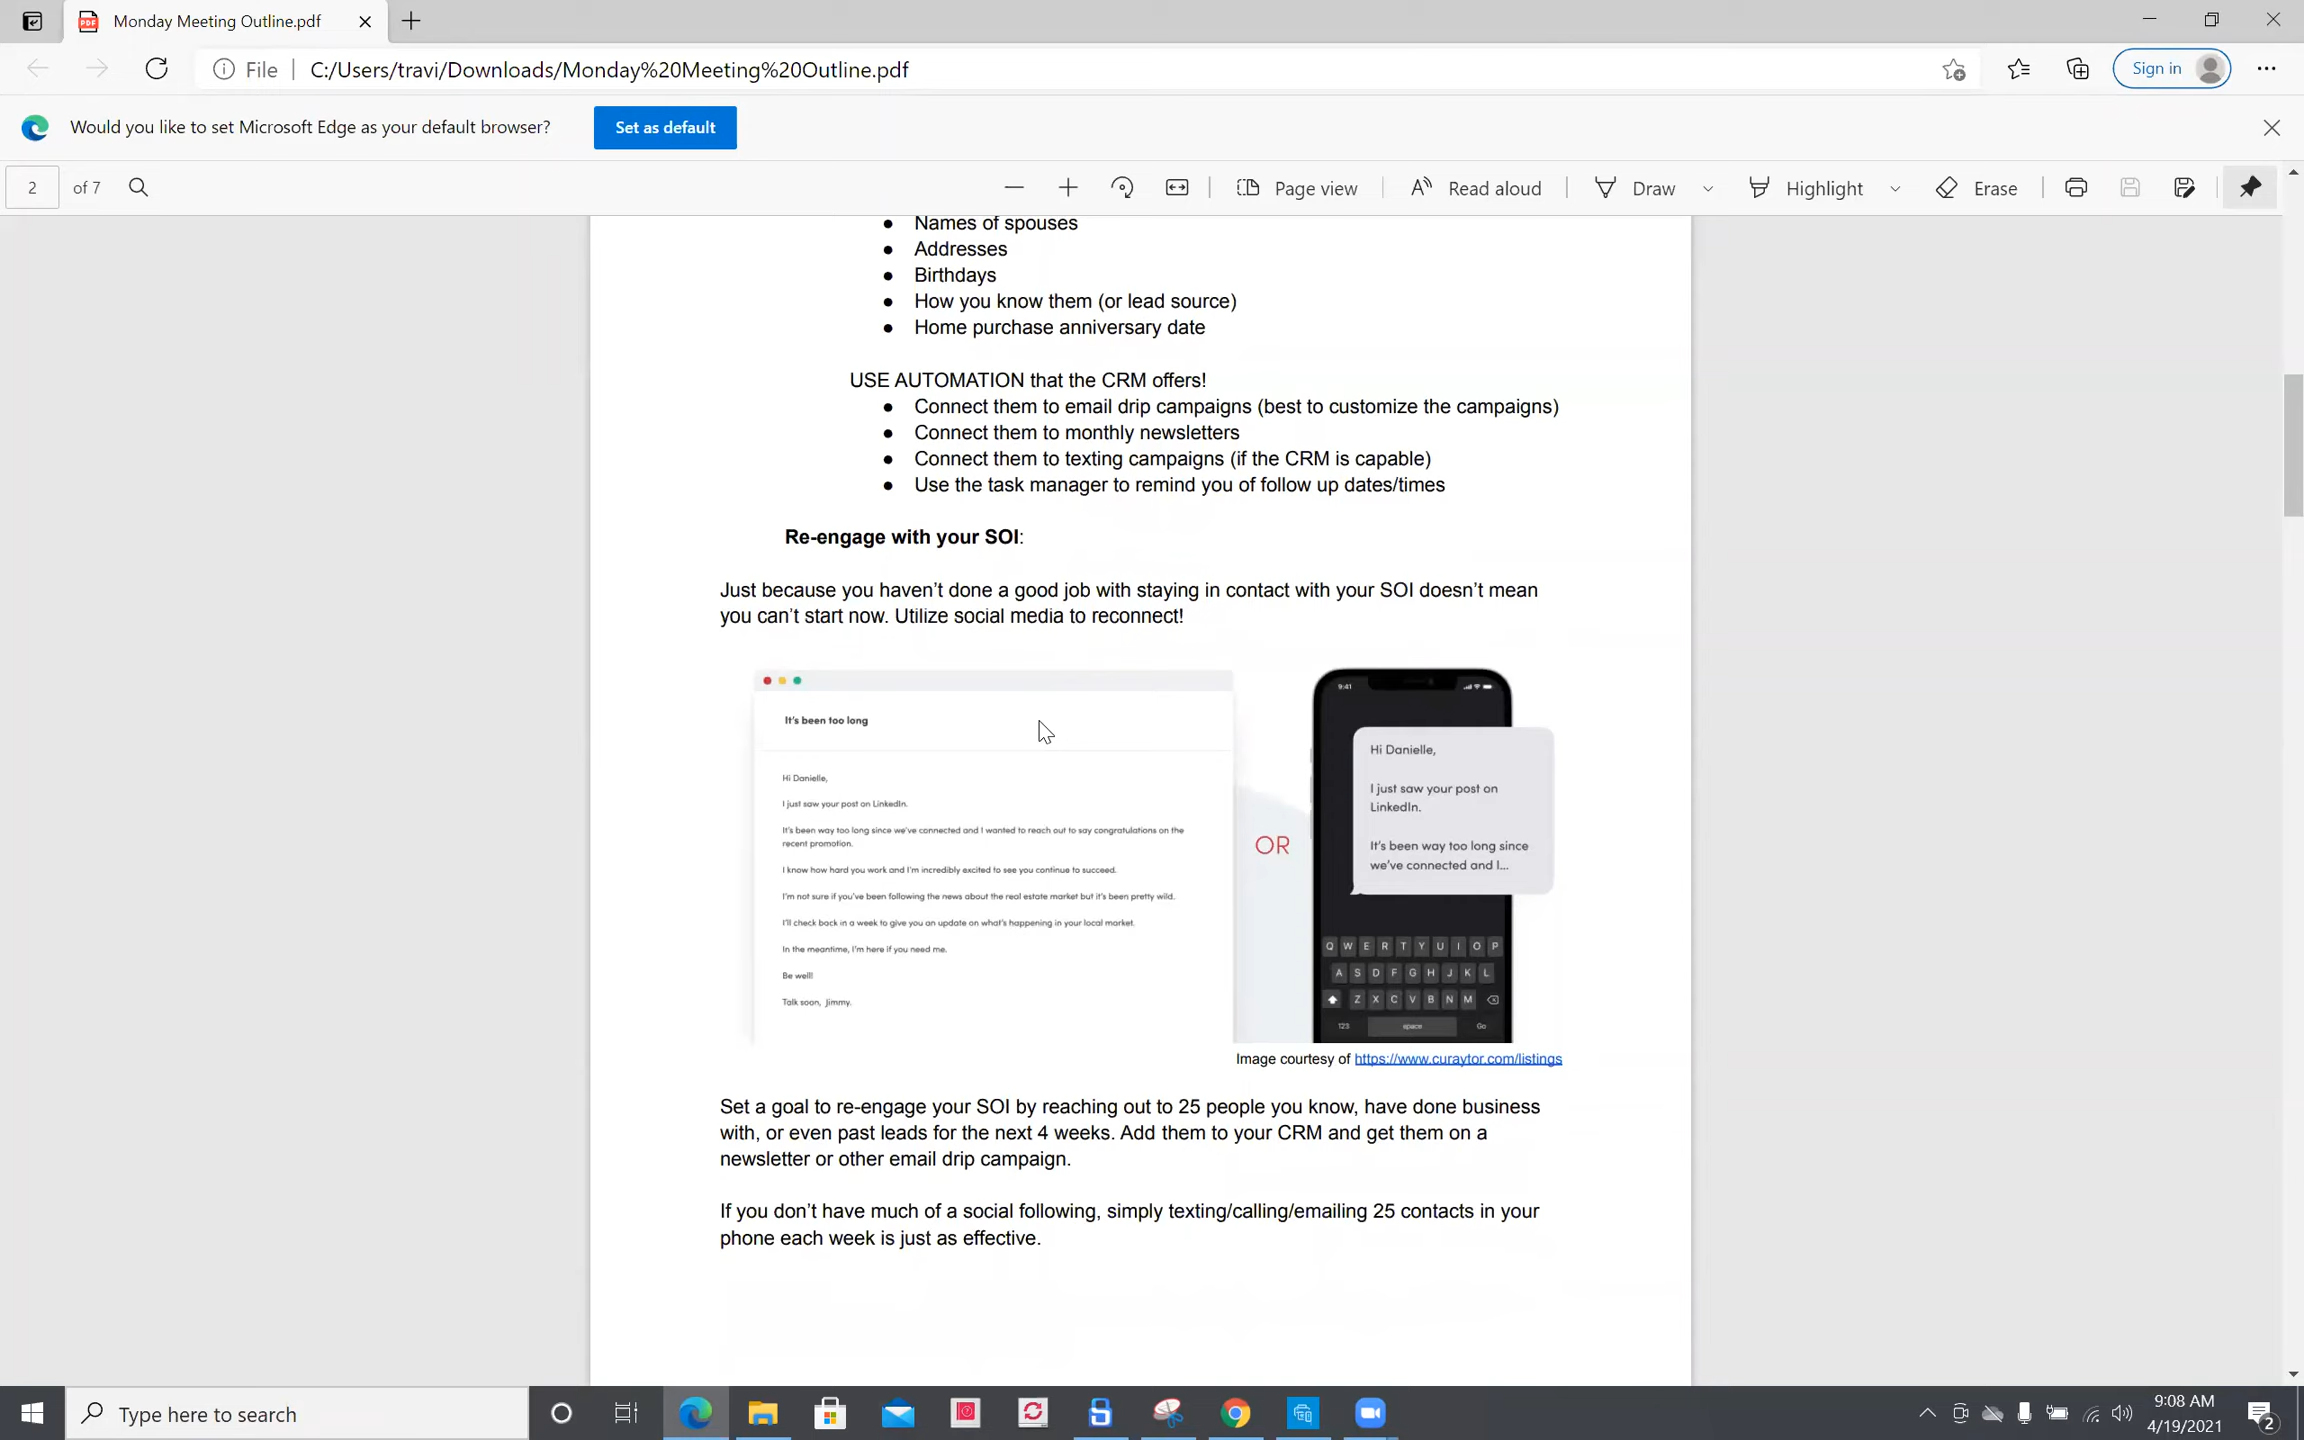 Monday Meeting Outline.pdf
File
C:/Users/travi/Downloads/Monday%20Meeting%20Outline.pdf
Sign in
Would you like to set Microsoft Edge as your default browser?
Set as default
2 of 7
Page view
Read aloud
Draw
Highlight
Erase
● Names of spouses
● Addresses
● Birthdays
● How you know them (or lead source)
● Home purchase anniversary date
USE AUTOMATION that the CRM offers!
● Connect them to email drip campaigns (best to customize the campaigns)
● Connect them to monthly newsletters
● Connect them to texting campaigns (if the CRM is capable)
● Use the task manager to remind you of follow up dates/times
Re-engage with your SOI:
Just because you haven't done a good job with staying in contact with your SOI doesn't mean
you can't start now. Utilize social media to reconnect!
It's been too long
Hi Danielle,
I just saw your post on LinkedIn.
It's been way too long since we've connected and I wanted to reach out to say congratulations on the
recent promotion.
I know how hard you work and I'm incredibly excited to see you continue to succeed.
I'm not sure if you've been following the news about the real estate market but it's been pretty wild.
I'll check back in a week to give you an update on what's happening in your local market.
In the meantime, I'm here if you need me.
Be well!
Talk soon, Jimmy.
OR
9:41
Hi Danielle,
I just saw your post on
LinkedIn.
It's been way too long since
we've connected and I...
Q W E R T Y U I O P
A S D F G H J K L
Z X C V B N M
123 space Go
Image courtesy of https://www.curaytor.com/listings
Set a goal to re-engage your SOI by reaching out to 25 people you know, have done business
with, or even past leads for the next 4 weeks. Add them to your CRM and get them on a
newsletter or other email drip campaign.
If you don't have much of a social following, simply texting/calling/emailing 25 contacts in your
phone each week is just as effective.
Type here to search
9:08 AM
4/19/2021
2